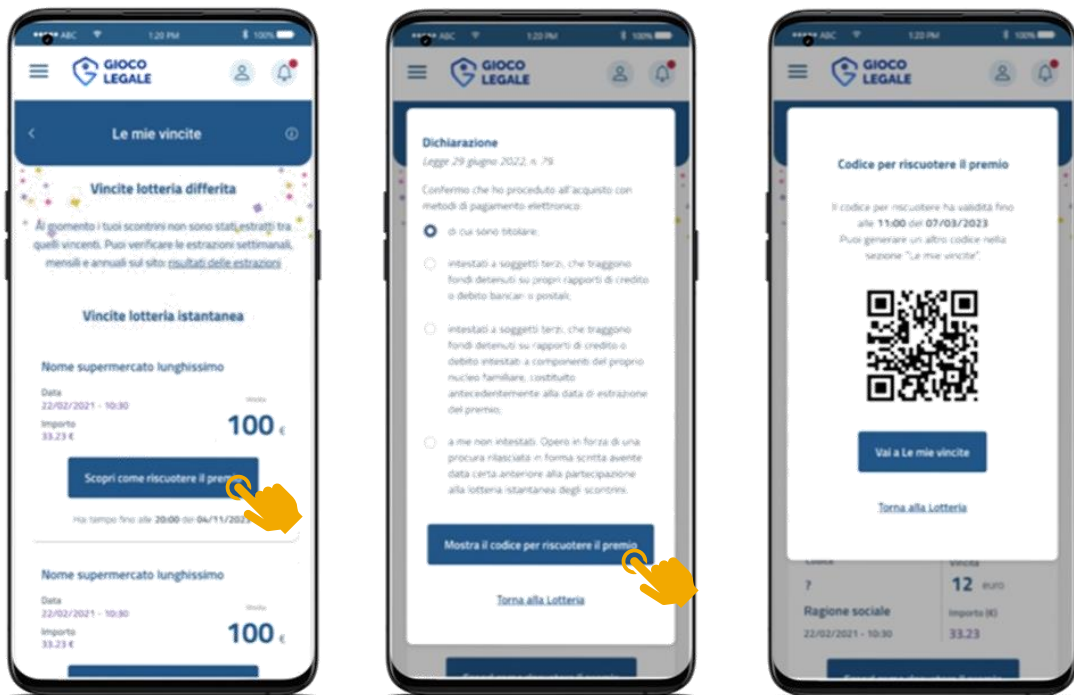 ABC 1:20 PM 100%
GIOCO
LEGALE
Le mie vincite
Vincite lotteria differita
Al momento i tuoi scontrini non sono stati estratti tra
quelli vincenti. Puoi verificare le estrazioni settimanali,
mensili e annuali sul sito: risultati delle estrazioni
Vincite lotteria istantanea
Nome supermercato lunghissimo
Data
22/02/2021 - 10:30
Vincita
Importo
33.23 €
100 €
Scopri come riscuotere il premio
Hai tempo fino alle 20:00 del 04/11/2023
Nome supermercato lunghissimo
Data
22/02/2021 - 10:30
Vincita
Importo
33.23 €
100 €
ABC 1:20 PM 100%
GIOCO
LEGALE
Dichiarazione
Legge 29 giugno 2022, n. 79
Confermo che ho proceduto all'acquisto con
metodi di pagamento elettronico:
di cui sono titolare;
intestati a soggetti terzi, che traggono
fondi detenuti su propri rapporti di credito
o debito bancari o postali;
intestati a soggetti terzi, che traggono
fondi detenuti su rapporti di credito o
debito intestati a componenti del proprio
nucleo familiare, costituito
antecedentemente alla data di estrazione
del premio;
a me non intestati. Opero in forza di una
procura rilasciata in forma scritta avente
data certa anteriore alla partecipazione
alla lotteria istantanea degli scontrini.
Mostra il codice per riscuotere il premio
Torna alla Lotteria
ABC 1:20 PM 100%
GIOCO
LEGALE
Codice per riscuotere il premio
Il codice per riscuotere ha validità fino
alle 11:00 del 07/03/2023
Puoi generare un altro codice nella
sezione "Le mie vincite".
Vai a Le mie vincite
Torna alla Lotteria
Vincita
?
12 euro
Ragione sociale
Importo (€)
22/02/2021 - 10:30
33.23